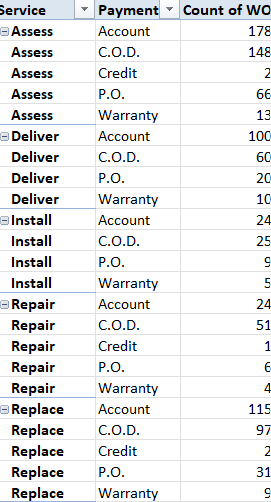 Service Payment Count of WO
Assess Account 178
Assess C.O.D. 148
Assess Credit 2
Assess P.O. 66
Assess Warranty 13
Deliver Account 100
Deliver C.O.D. 60
Deliver P.O. 20
Deliver Warranty 10
Install Account 24
Install C.O.D. 25
Install P.O. 9
Install Warranty 5
Repair Account 24
Repair C.O.D. 51
Repair Credit 1
Repair P.O. 6
Repair Warranty 4
Replace Account 115
Replace C.O.D. 97
Replace Credit 2
Replace P.O. 31
Replace Warranty 9